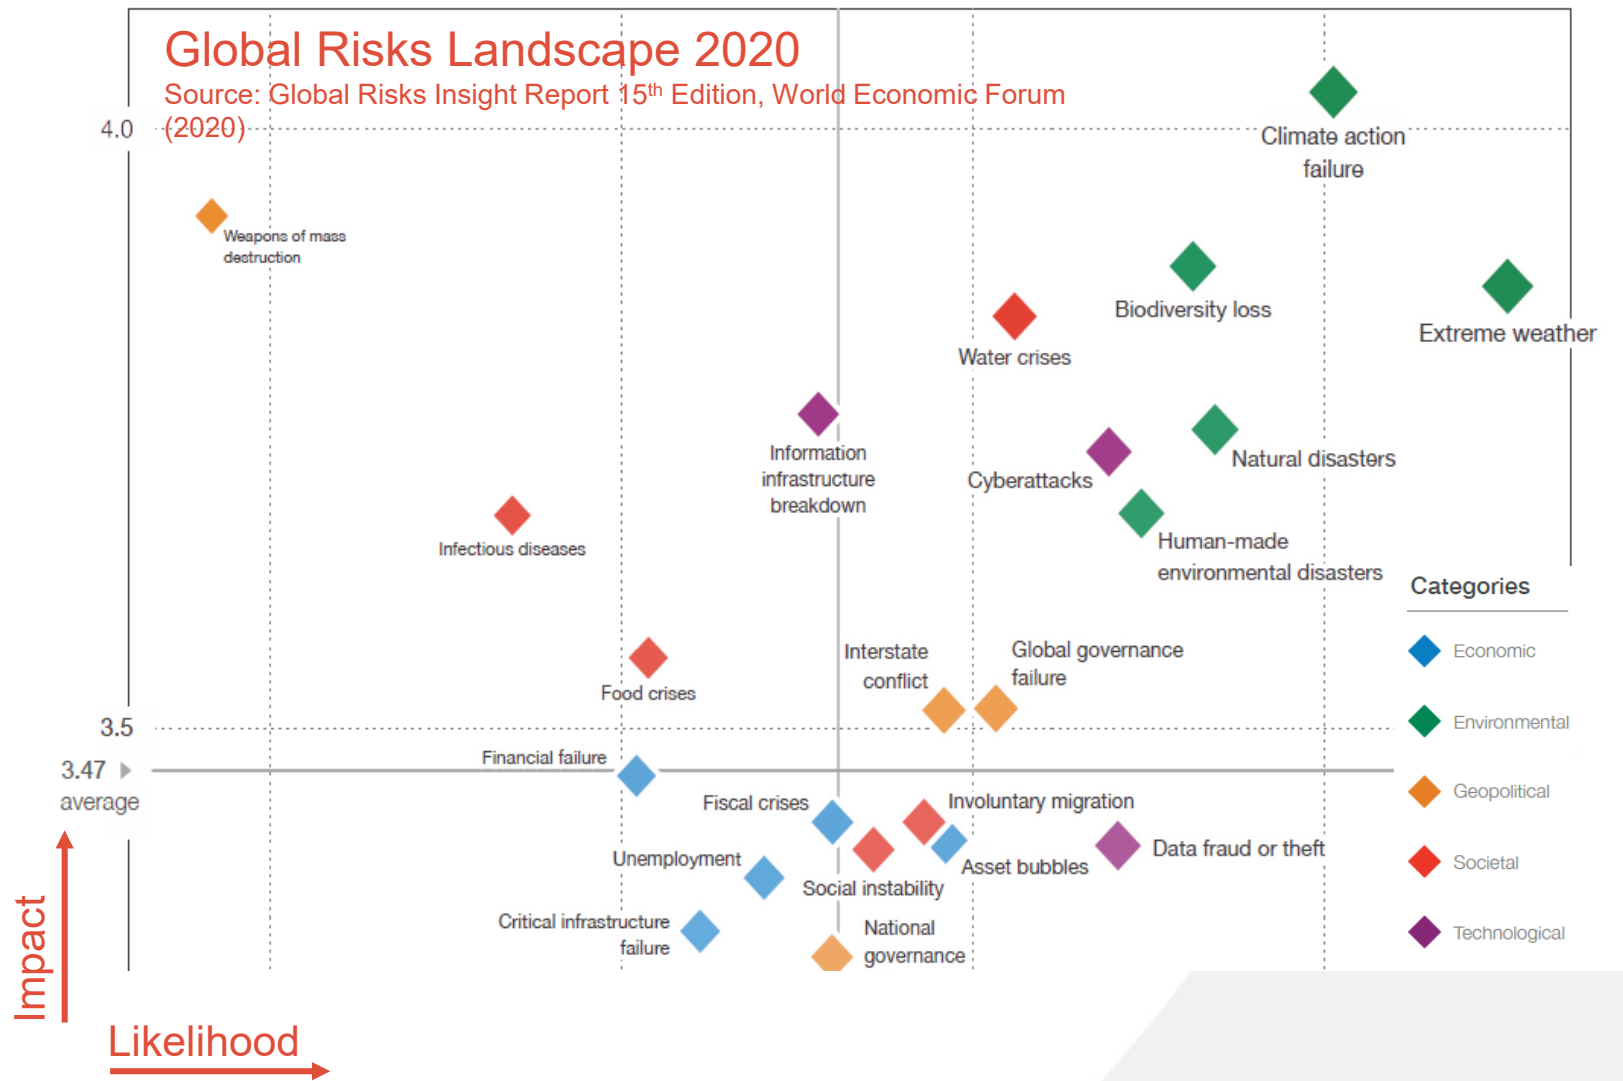 Global Risks Landscape 2020
Source: Global Risks Insight Report 15th Edition, World Economic Forum
(2020)
4.0
Climate action
failure
Weapons of mass
destruction
Biodiversity loss
Extreme weather
Water crises
Information
infrastructure
breakdown
Natural disasters
Cyberattacks
Infectious diseases
Human-made
environmental disasters
Categories
Economic
Environmental
Geopolitical
Societal
Technological
Interstate
conflict
Global governance
failure
Food crises
3.5
Financial failure
3.47
average
Fiscal crises
Involuntary migration
Data fraud or theft
Unemployment
Asset bubbles
Social instability
Critical infrastructure
failure
National
governance
Impact
Likelihood